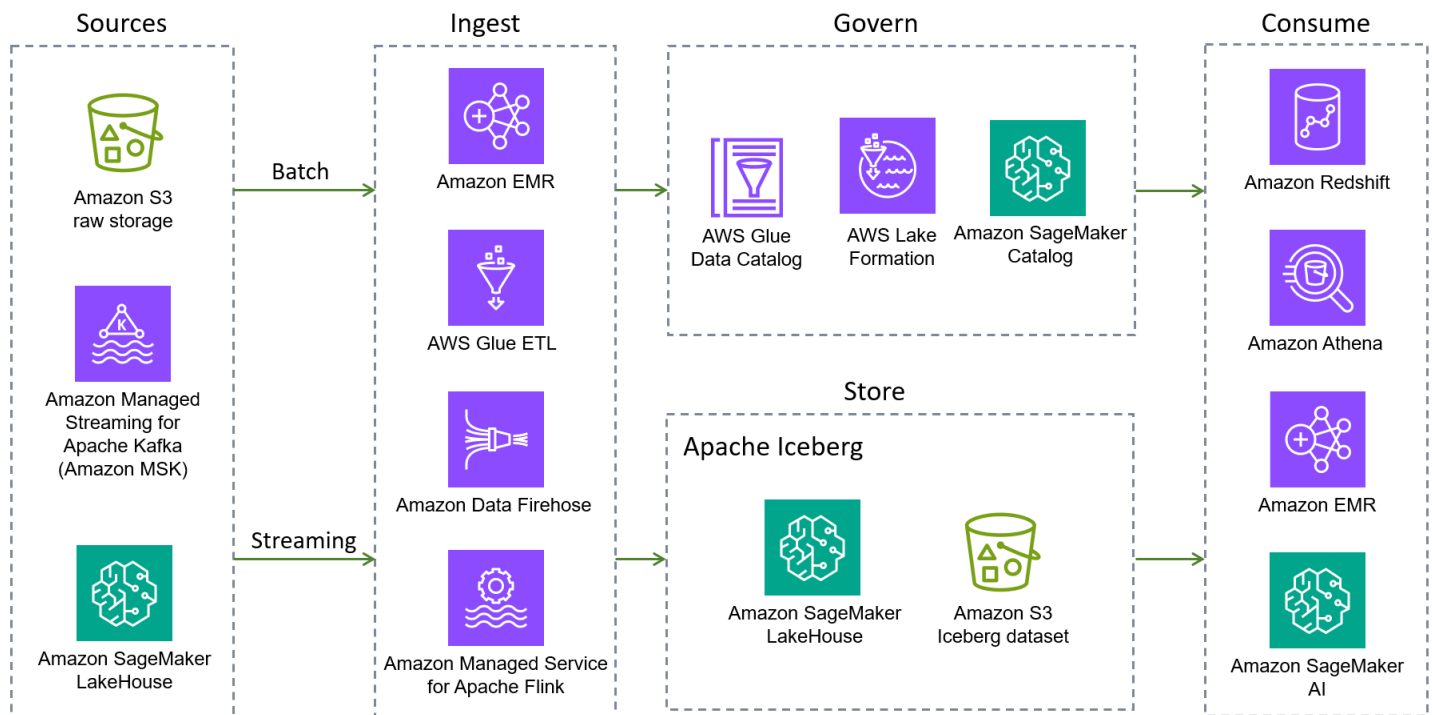 Sources
Amazon S3
raw storage
K
Amazon Managed
Streaming for
Apache Kafka
(Amazon MSK)
Amazon SageMaker
LakeHouse
Batch
Streaming
Ingest
Amazon EMR
AWS Glue ETL
Amazon Data Firehose
Amazon Managed Service
for Apache Flink
Govern
AWS Glue
Data Catalog
AWS Lake
Formation
Amazon SageMaker
Catalog
Store
Apache Iceberg
Amazon SageMaker
LakeHouse
Amazon S3
Iceberg dataset
Consume
Amazon Redshift
Amazon Athena
Amazon EMR
Amazon SageMaker
AI